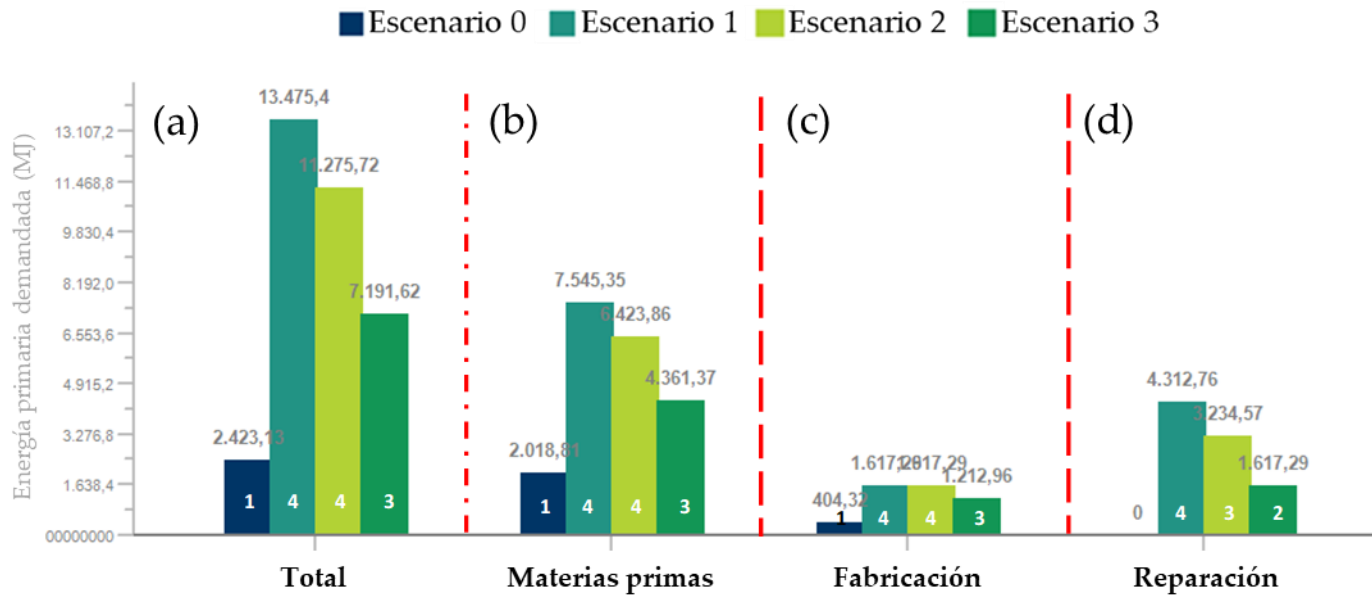 Escenario 0 Escenario 1 Escenario 2 Escenario 3
Energía primaria demandada (MJ)
13.107,2
11.468,8
9.830,4
8.192,0
6.553,6
4.915,2
3.276,8
1.638,4
00000000
(a)
2.423,13
13.475,4
11.275,72
7.191,62
1 4 4 3
Total
(b)
2.018,81
7.545,35
6.423,86
4.361,37
1 4 4 3
Materias primas
(c)
404,32
1.617,29
1.212,96
1 4 4 3
Fabricación
(d)
0
4.312,76
3.234,57
1.617,29
4 3 2
Reparación